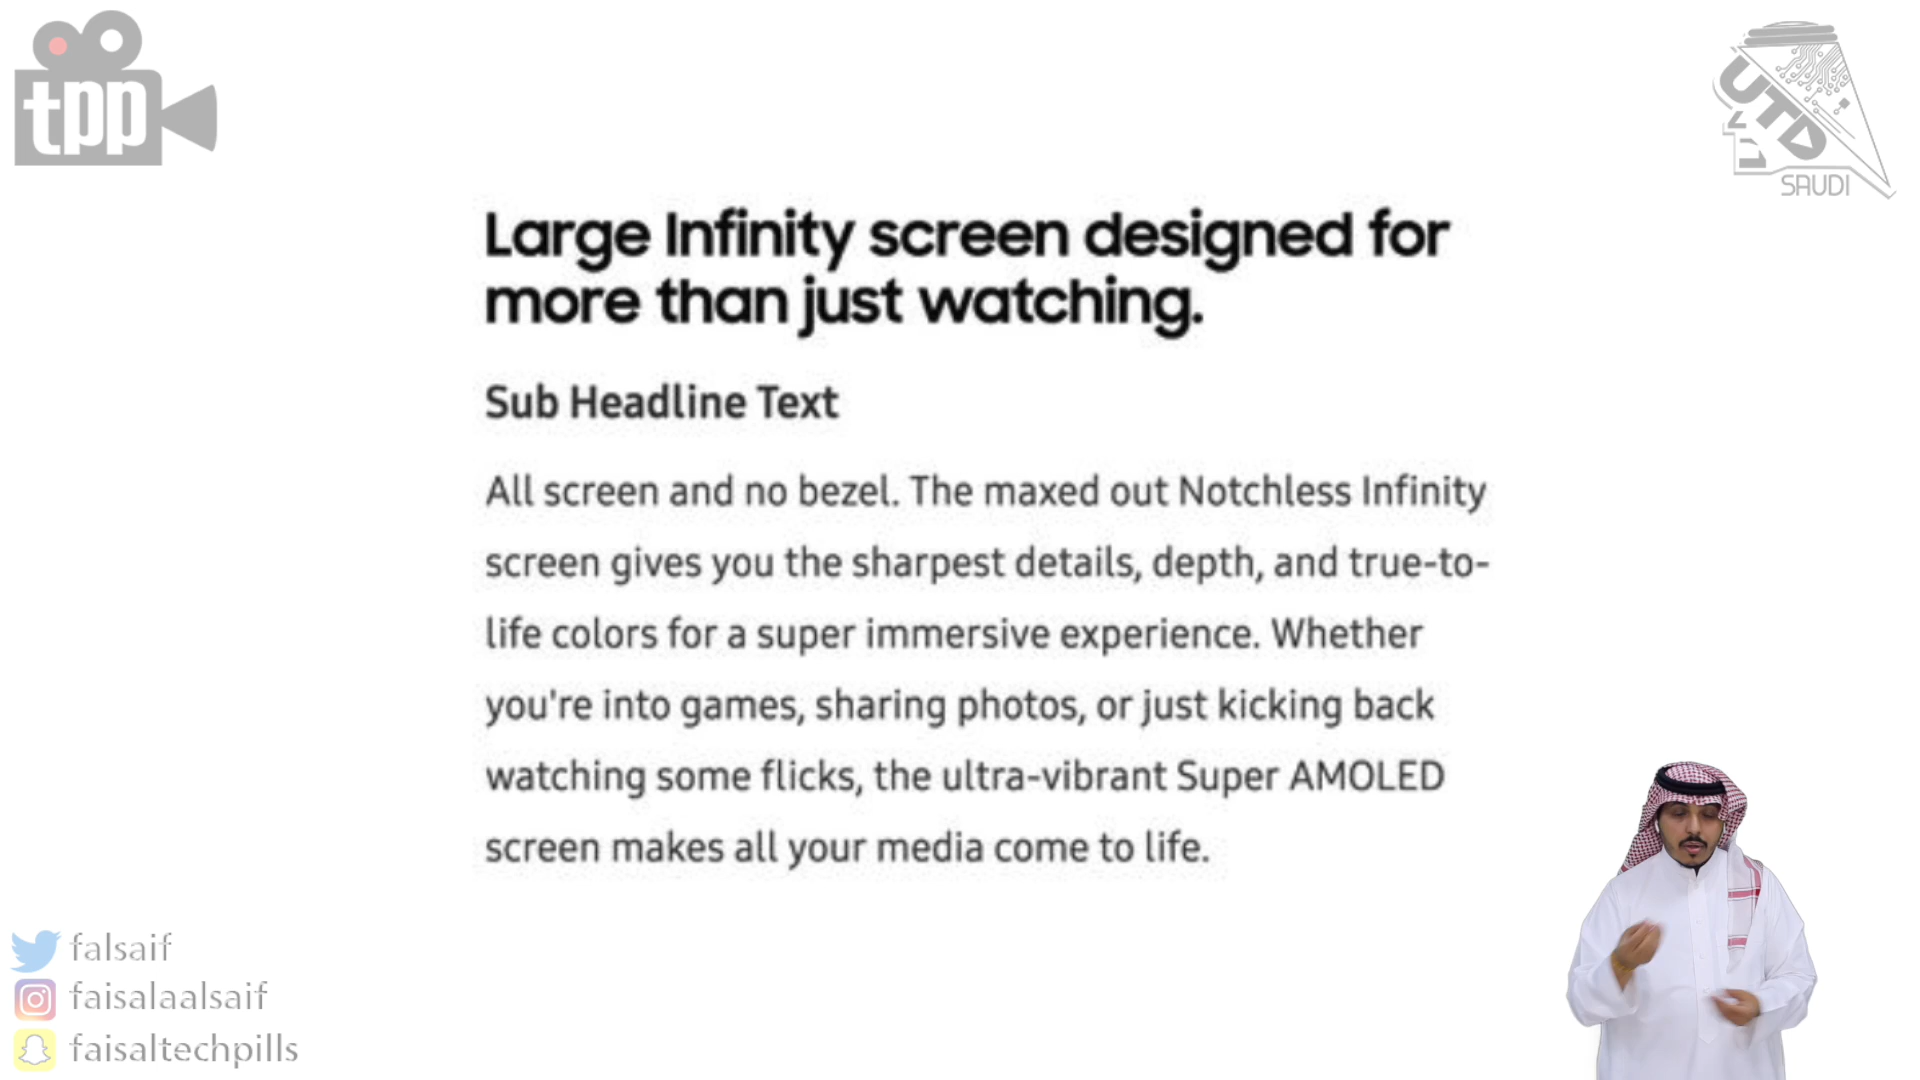 tpp
UTD
SAUDI
Large Infinity screen designed for
more than just watching.
Sub Headline Text
All screen and no bezel. The maxed out Notchless Infinity
screen gives you the sharpest details, depth, and true-to-
life colors for a super immersive experience. Whether
you're into games, sharing photos, or just kicking back
watching some flicks, the ultra-vibrant Super AMOLED
screen makes all your media come to life.
falsaif
faisalaalsaif
faisaltechpills